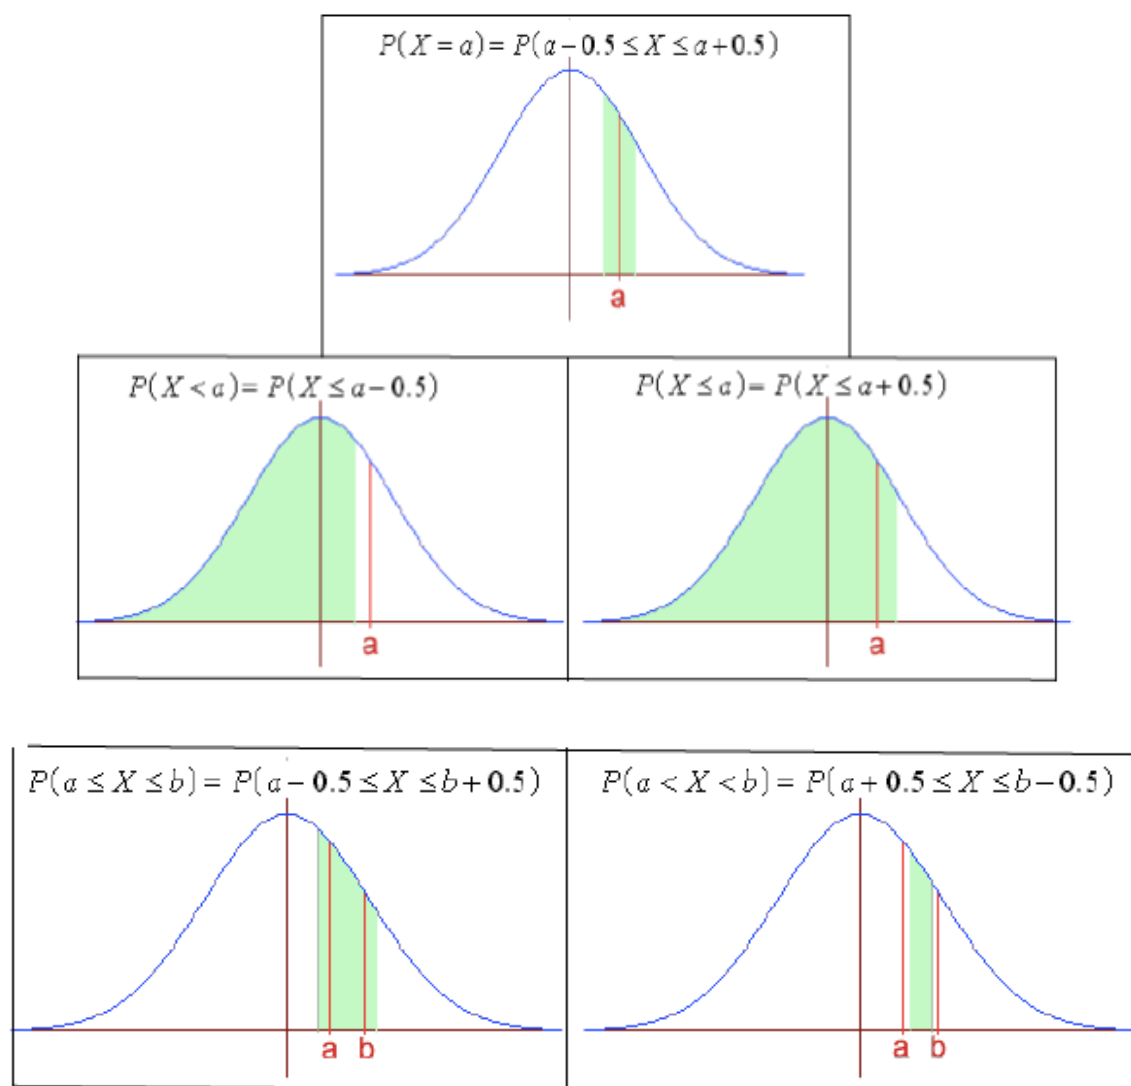 P(X = a) = P(a − 0.5 ≤ X ≤ a + 0.5)
a
P(X < a) = P(X ≤ a − 0.5)
a
P(X ≤ a) = P(X ≤ a + 0.5)
a
P(a ≤ X ≤ b) = P(a − 0.5 ≤ X ≤ b + 0.5)
a b
P(a < X < b) = P(a + 0.5 ≤ X ≤ b − 0.5)
a b